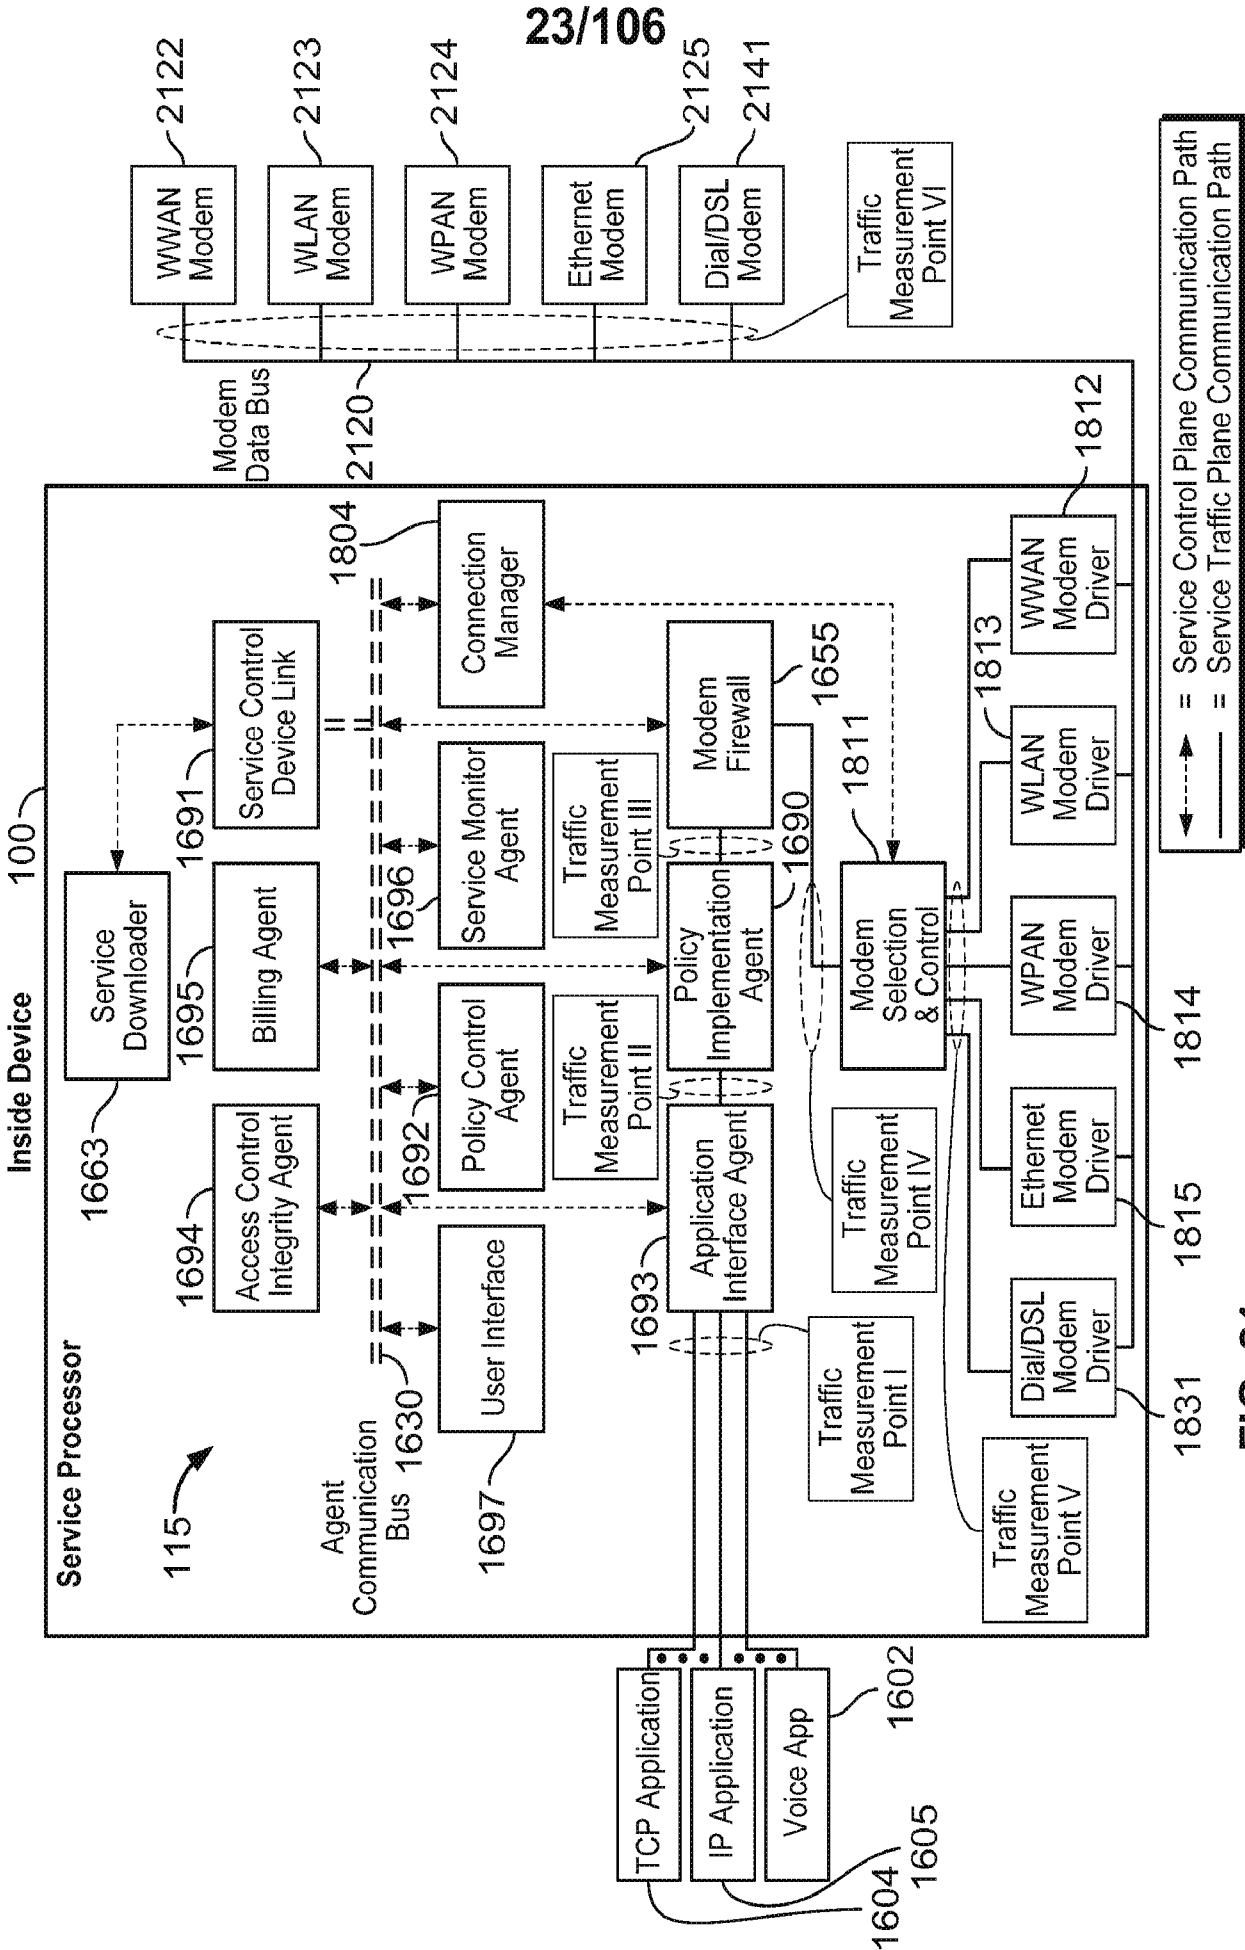 23/106
Inside Device
100
Service Processor
115
Service
Downloader
1663
Access Control
Integrity Agent
1694
Billing Agent
1695
Service Control
Device Link
1691
Agent
Communication
Bus
1630
User Interface
1697
Policy Control
Agent
1692
Service Monitor
Agent
1696
Connection
Manager
1804
Traffic
Measurement
Point II
Traffic
Measurement
Point III
Application
Interface Agent
1693
Policy
Implementation
Agent
1690
Modem
Firewall
1655
TCP Application
1604
IP Application
1605
Voice App
1602
Traffic
Measurement
Point I
Traffic
Measurement
Point IV
Traffic
Measurement
Point V
Modem
Selection
& Control
1811
Dial/DSL
Modem
Driver
1831
Ethernet
Modem
Driver
1815
WPAN
Modem
Driver
1814
WLAN
Modem
Driver
1813
WWAN
Modem
Driver
1812
Modem
Data Bus
2120
WWAN
Modem
2122
WLAN
Modem
2123
WPAN
Modem
2124
Ethernet
Modem
2125
Dial/DSL
Modem
2141
Traffic
Measurement
Point VI
= Service Control Plane Communication Path
= Service Traffic Plane Communication Path